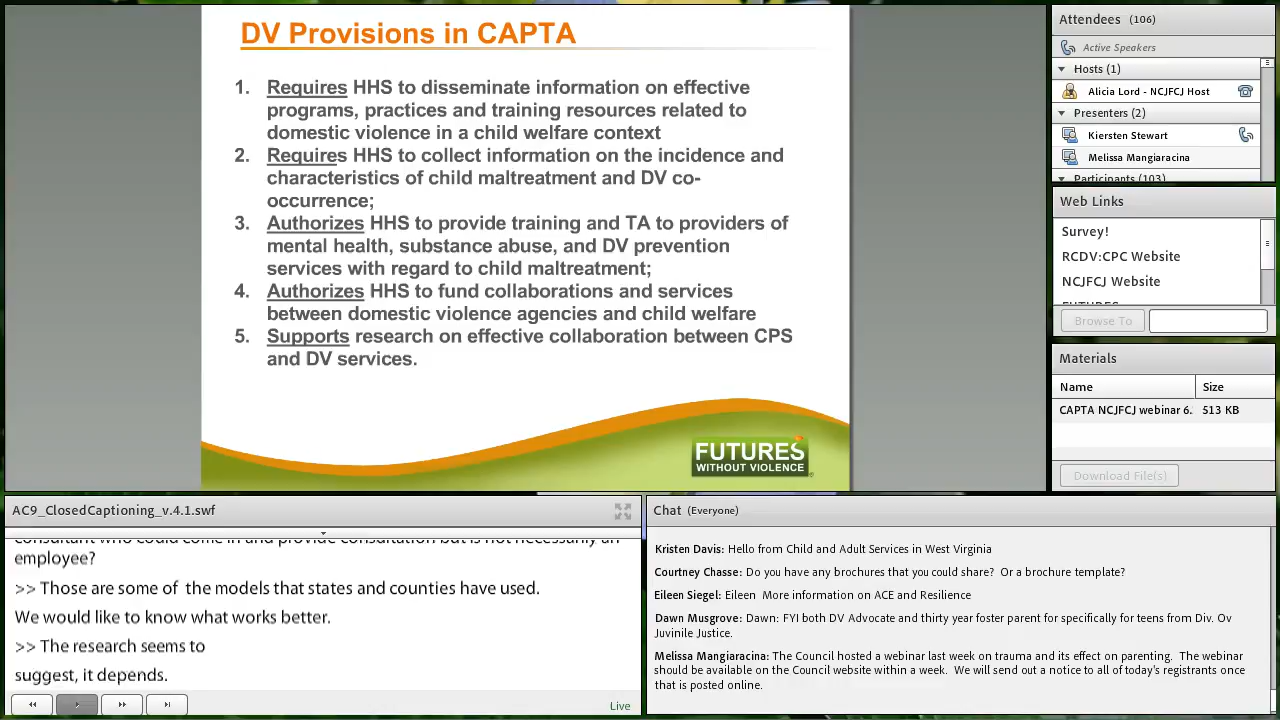 DV Provisions in CAPTA
1. Requires HHS to disseminate information on effective
programs, practices and training resources related to
domestic violence in a child welfare context
2. Requires HHS to collect information on the incidence and
characteristics of child maltreatment and DV co-
occurrence;
3. Authorizes HHS to provide training and TA to providers of
mental health, substance abuse, and DV prevention
services with regard to child maltreatment;
4. Authorizes HHS to fund collaborations and services
between domestic violence agencies and child welfare
5. Supports research on effective collaboration between CPS
and DV services.
FUTURES
WITHOUT VIOLENCE
Attendees (106)
Active Speakers
Hosts (1)
Alicia Lord - NCJFCJ Host
Presenters (2)
Kiersten Stewart
Melissa Mangiaracina
Participants (103)
Web Links
Survey!
RCDV:CPC Website
NCJFCJ Website
FUTURES
Browse To
Materials
Name Size
CAPTA NCJFCJ webinar 6. 513 KB
Download File(s)
AC9_ClosedCaptioning_v.4.1.swf
consultant who could come in and provide consultation but is not necessarily an
employee?
>> Those are some of the models that states and counties have used.
We would like to know what works better.
>> The research seems to
suggest, it depends.
Live
Chat (Everyone)
Kristen Davis: Hello from Child and Adult Services in West Virginia
Courtney Chasse: Do you have any brochures that you could share? Or a brochure template?
Eileen Siegel: Eileen More information on ACE and Resilience
Dawn Musgrove: Dawn: FYI both DV Advocate and thirty year foster parent for specifically for teens from Div. Ov
Juvinile Justice.
Melissa Mangiaracina: The Council hosted a webinar last week on trauma and its effect on parenting. The webinar
should be available on the Council website within a week. We will send out a notice to all of today's registrants once
that is posted online.